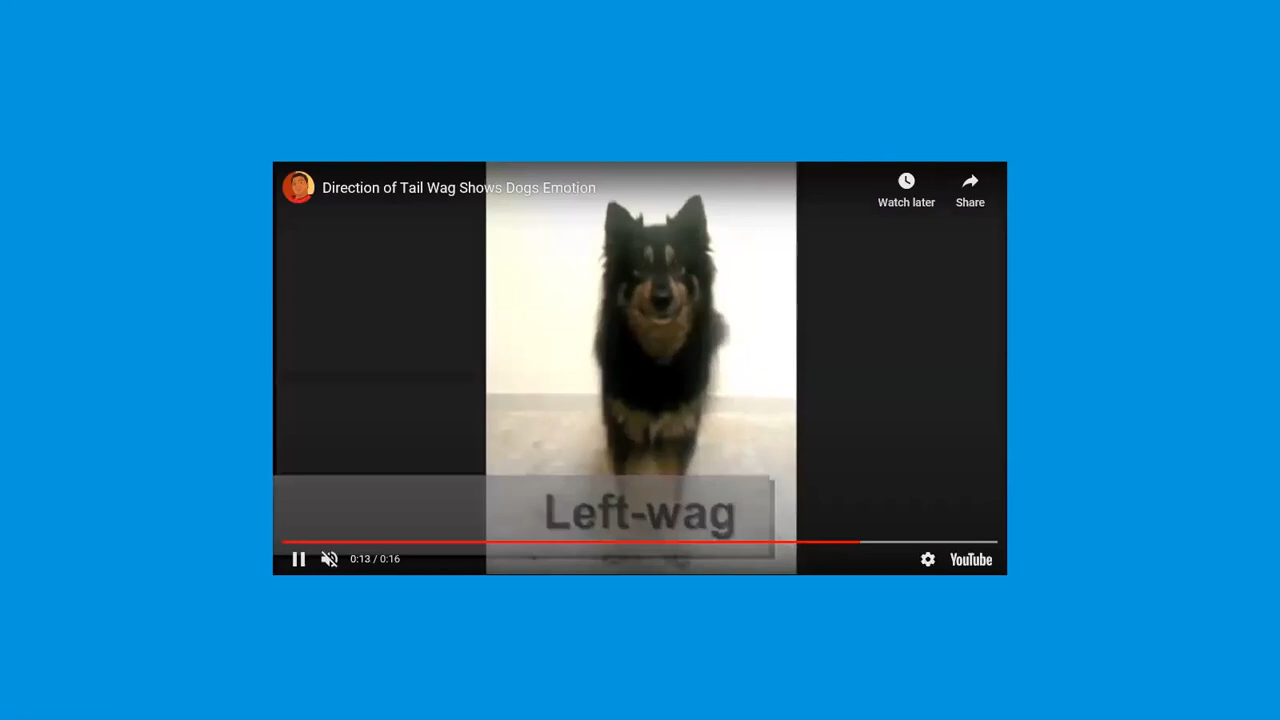 Direction of Tail Wag Shows Dogs Emotion
Watch later
Share
Left-wag
0:13 / 0:16
YouTube